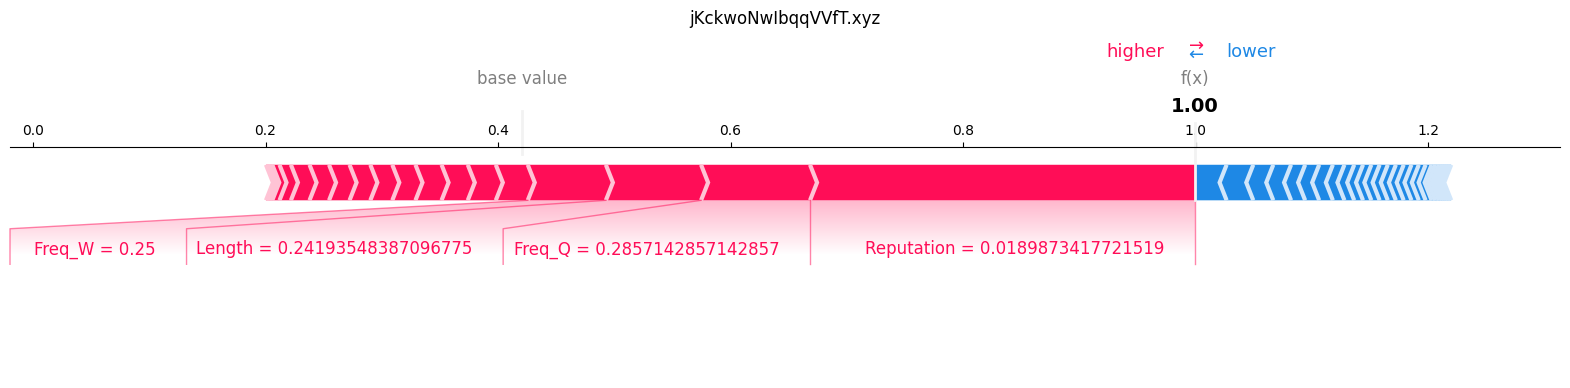 jKckwoNwIbqqVVfT.xyz
higher ⇄ lower
base value f(x)
1.00
0.0 0.2 0.4 0.6 0.8 1.0 1.2
Freq_W = 0.25 Length = 0.24193548387096775 Freq_Q = 0.2857142857142857 Reputation = 0.0189873417721519